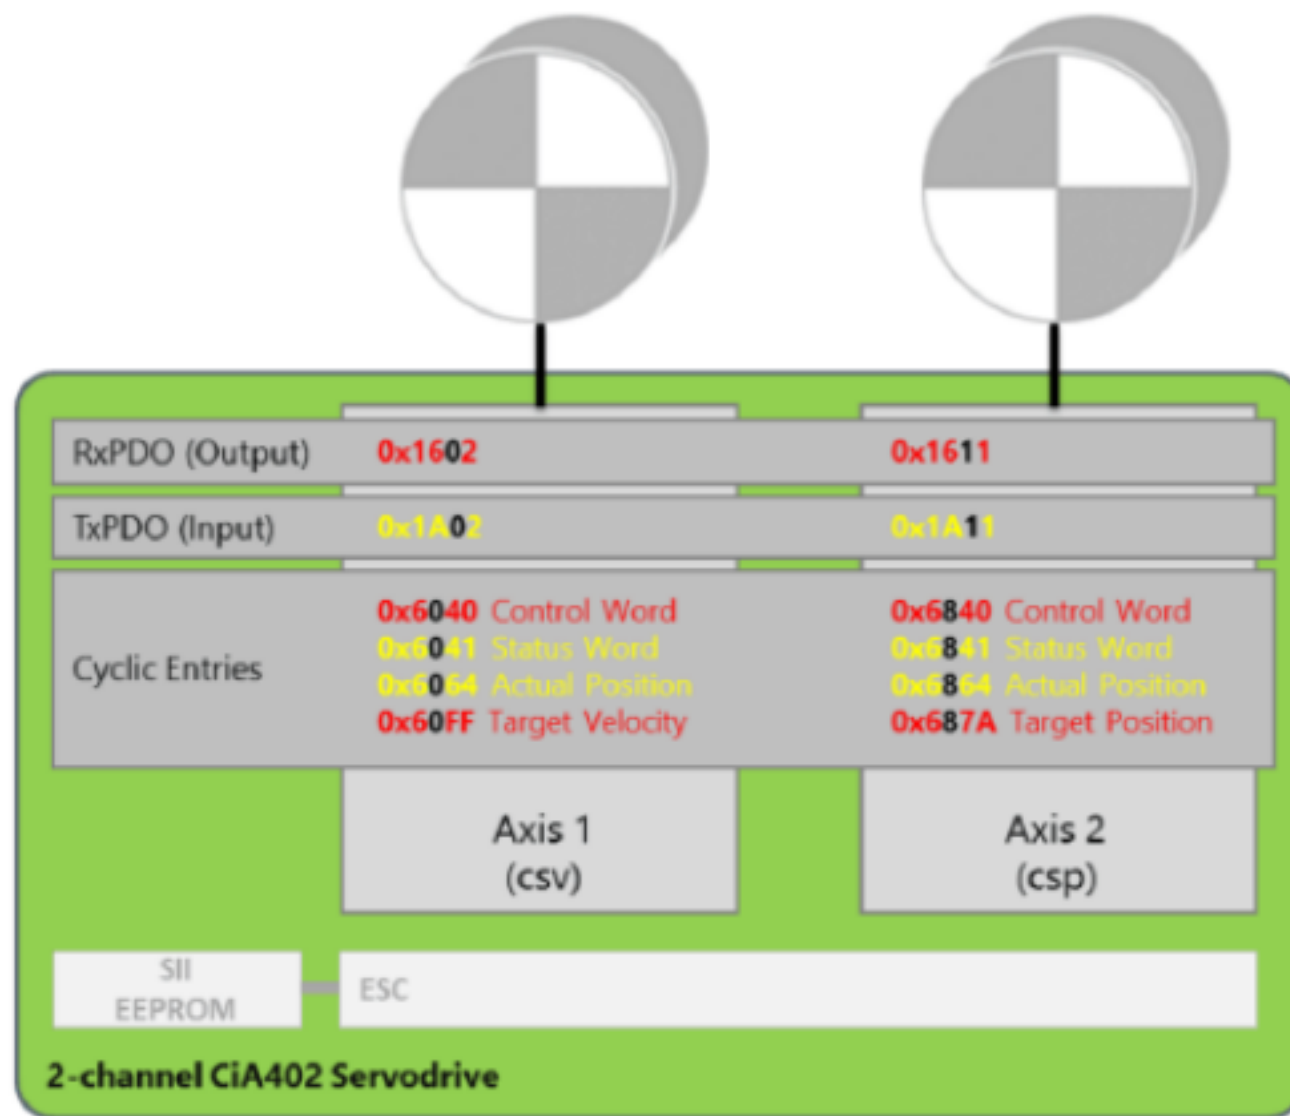 RxPDO (Output) 0x1602 0x1611
TxPDO (Input) 0x1A02 0x1A11
Cyclic Entries
0x6040 Control Word 0x6840 Control Word
0x6041 Status Word 0x6841 Status Word
0x6064 Actual Position 0x6864 Actual Position
0x60FF Target Velocity 0x687A Target Position
Axis 1 Axis 2
(csv) (csp)
SII
EEPROM
ESC
2-channel CiA402 Servodrive